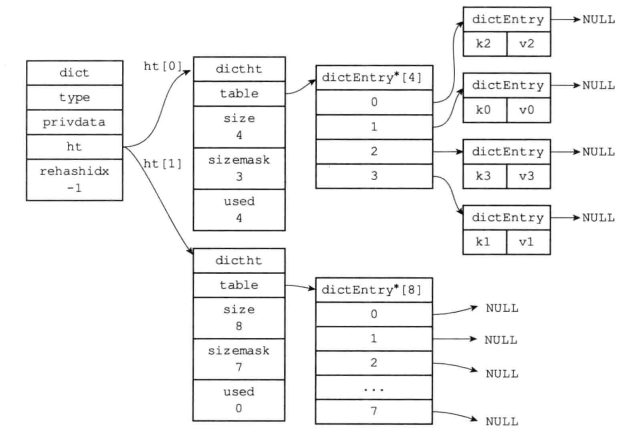 dict
type
privdata
ht
rehashidx
-1
ht[0]
ht[1]
dictht
table
size
4
sizemask
3
used
4
dictEntry*[4]
0
1
2
3
dictEntry
k2 v2
NULL
dictEntry
k0 v0
NULL
dictEntry
k3 v3
NULL
dictEntry
k1 v1
NULL
dictht
table
size
8
sizemask
7
used
0
dictEntry*[8]
0
1
2
...
7
NULL
NULL
NULL
NULL